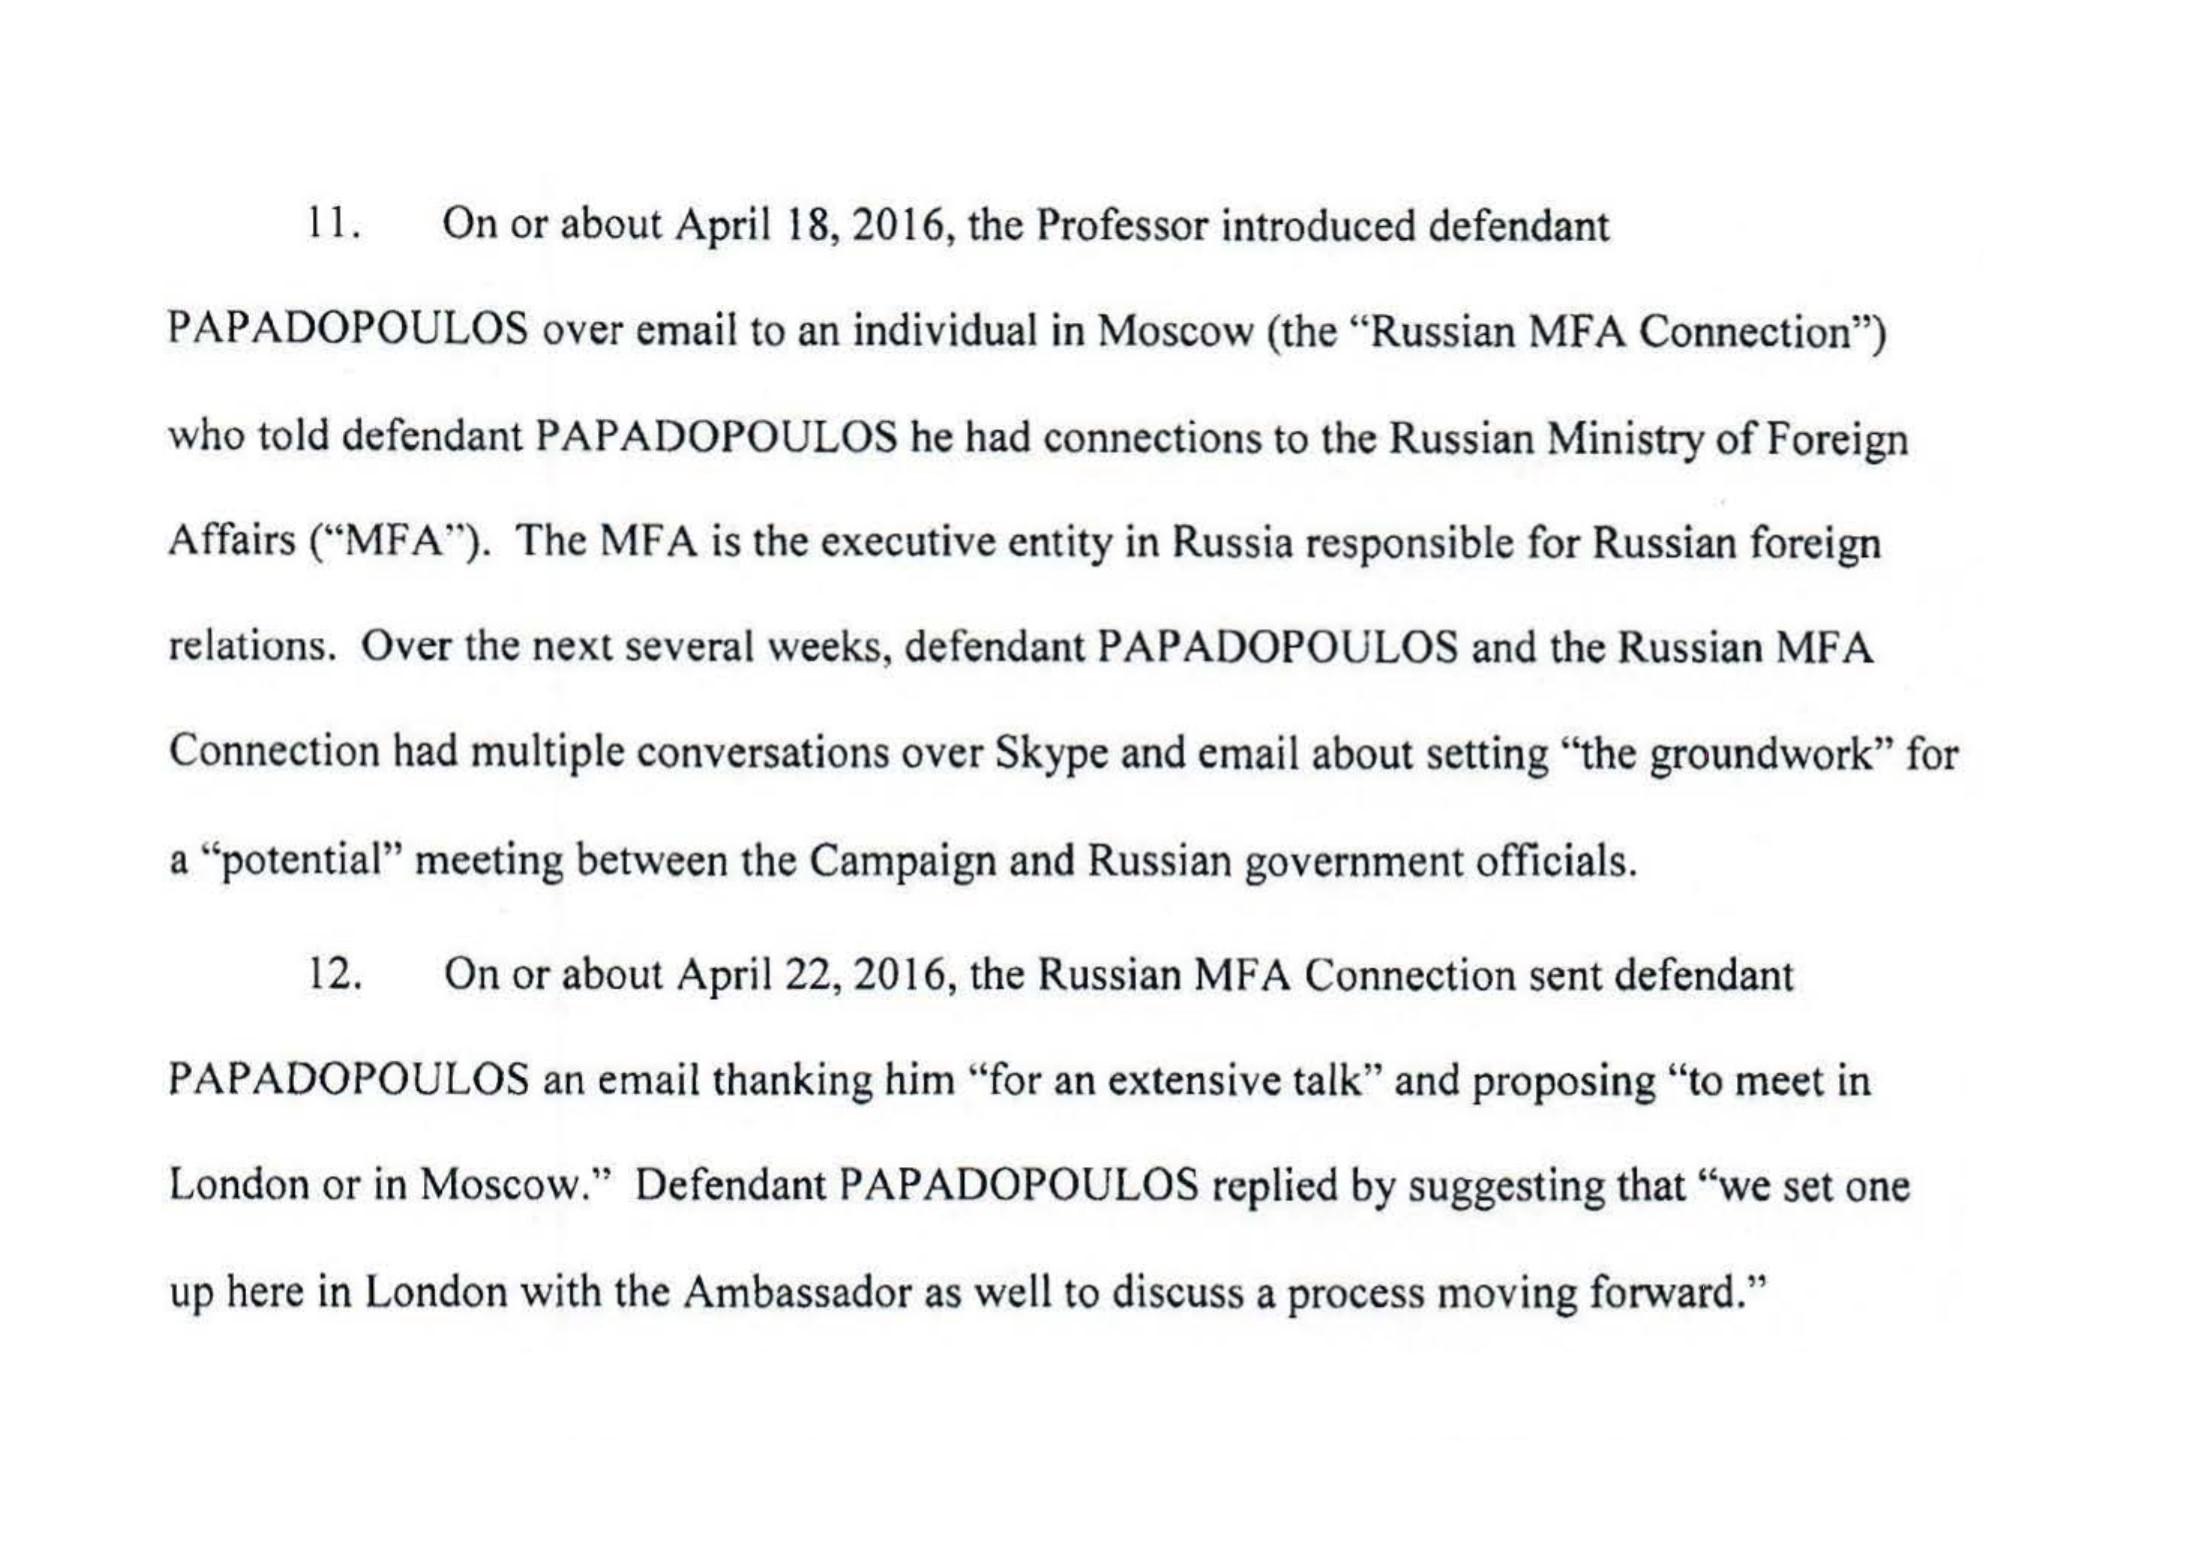 11. On or about April 18, 2016, the Professor introduced defendant
PAPADOPOULOS over email to an individual in Moscow (the “Russian MFA Connection”)
who told defendant PAPADOPOULOS he had connections to the Russian Ministry of Foreign
Affairs (“MFA”). The MFA is the executive entity in Russia responsible for Russian foreign
relations. Over the next several weeks, defendant PAPADOPOULOS and the Russian MFA
Connection had multiple conversations over Skype and email about setting “the groundwork” for
a “potential” meeting between the Campaign and Russian government officials.
12. On or about April 22, 2016, the Russian MFA Connection sent defendant
PAPADOPOULOS an email thanking him “for an extensive talk” and proposing “to meet in
London or in Moscow.” Defendant PAPADOPOULOS replied by suggesting that “we set one
up here in London with the Ambassador as well to discuss a process moving forward.”